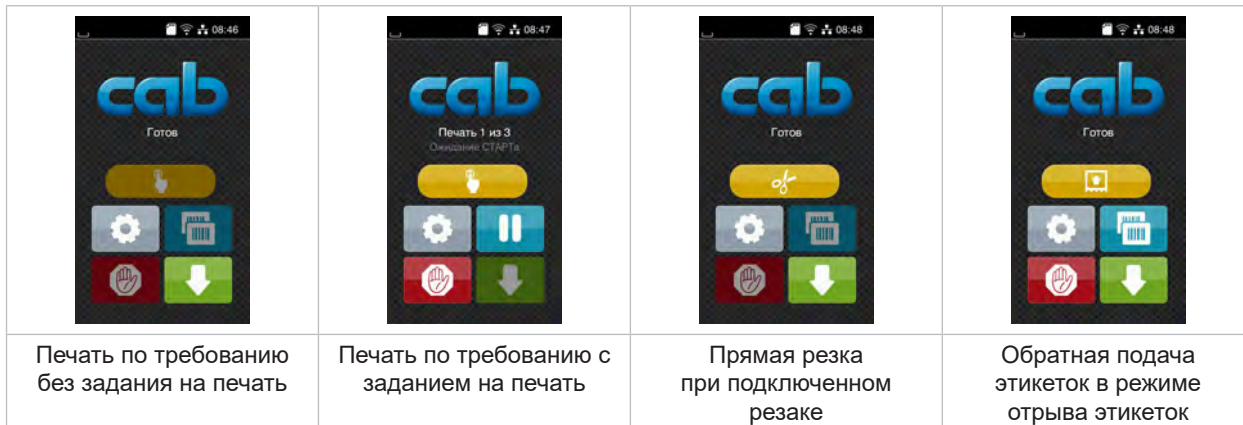 08:46
cab
Готов
08:47
cab
Печать 1 из 3
Ожидание СТАРТа
08:48
cab
Готов
08:48
cab
Готов
Печать по требованию
без задания на печать
Печать по требованию с
заданием на печать
Прямая резка
при подключенном
резаке
Обратная подача
этикеток в режиме
отрыва этикеток